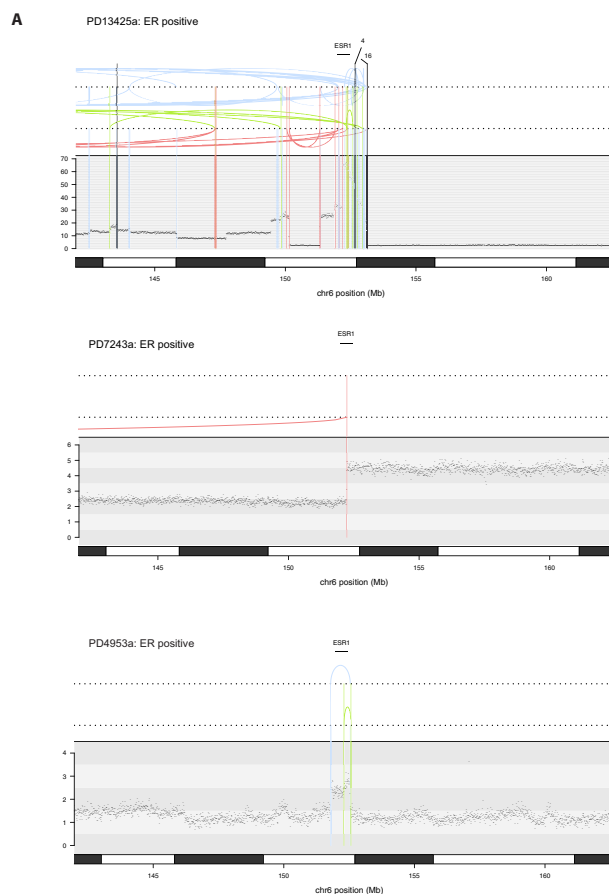 A
PD13425a: ER positive
4
ESR1
16
70
60
50
40
30
20
10
0
145 150 155 160
chr6 position (Mb)
ESR1
PD7243a: ER positive
6
5
4
3
2
1
0
145 150 155 160
chr6 position (Mb)
PD4953a: ER positive
ESR1
4
3
2
1
0
145 150 155 160
chr6 position (Mb)